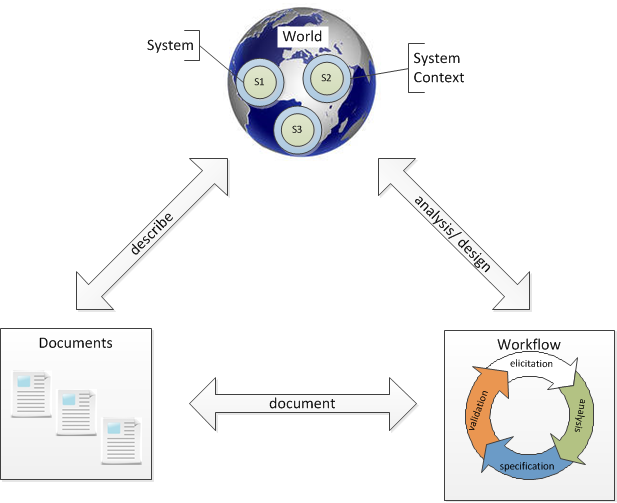 World
System
System
Context
S1
S2
S3
describe
analysis/ design
Documents
Workflow
elicitation
analysis
specification
validation
document